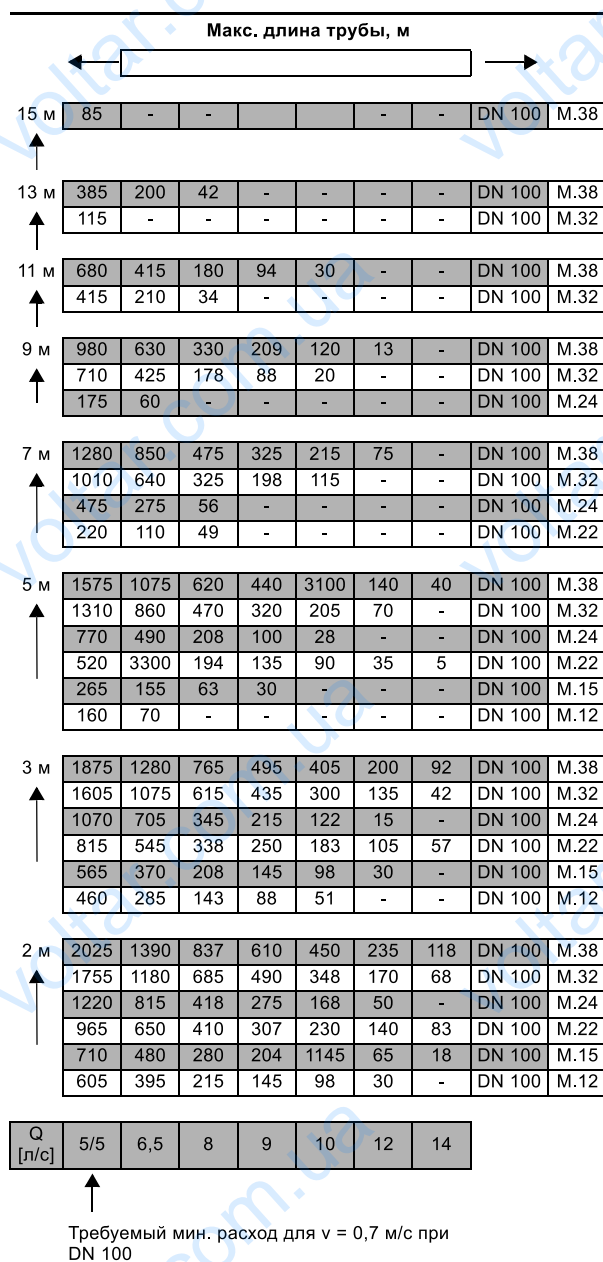 Макс. длина трубы, м
15 м 85 - - - - DN 100 M.38
13 м 385 200 42 - - - - DN 100 M.38
115 - - - - - - DN 100 M.32
11 м 680 415 180 94 30 - - DN 100 M.38
415 210 34 - - - - DN 100 M.32
9 м 980 630 330 209 120 13 - DN 100 M.38
710 425 178 88 20 - - DN 100 M.32
175 60 - - - - - DN 100 M.24
7 м 1280 850 475 325 215 75 - DN 100 M.38
1010 640 325 198 115 - - DN 100 M.32
475 275 56 - - - - DN 100 M.24
220 110 49 - - - - DN 100 M.22
5 м 1575 1075 620 440 3100 140 40 DN 100 M.38
1310 860 470 320 205 70 - DN 100 M.32
770 490 208 100 28 - - DN 100 M.24
520 3300 194 135 90 35 5 DN 100 M.22
265 155 63 30 - - - DN 100 M.15
160 70 - - - - - DN 100 M.12
3 м 1875 1280 765 495 405 200 92 DN 100 M.38
1605 1075 615 435 300 135 42 DN 100 M.32
1070 705 345 215 122 15 - DN 100 M.24
815 545 338 250 183 105 57 DN 100 M.22
565 370 208 145 98 30 - DN 100 M.15
460 285 143 88 51 - - DN 100 M.12
2 м 2025 1390 837 610 450 235 118 DN 100 M.38
1755 1180 685 490 348 170 68 DN 100 M.32
1220 815 418 275 168 50 - DN 100 M.24
965 650 410 307 230 140 83 DN 100 M.22
710 480 280 204 1145 65 18 DN 100 M.15
605 395 215 145 98 30 - DN 100 M.12
Q
[л/с] 5/5 6,5 8 9 10 12 14
Требуемый мин. расход для v = 0,7 м/с при
DN 100
voltar.com.ua